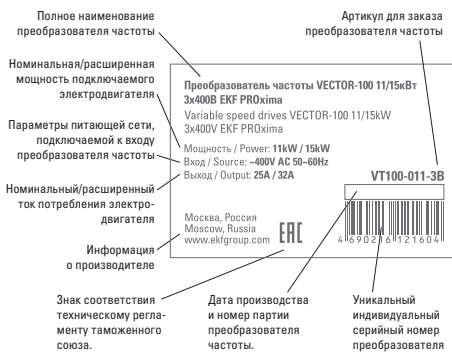 Полное наименование
преобразователя частоты
Артикул для заказа
преобразователя частоты
Номинальная/расширенная
мощность подключаемого
электродвигателя
Параметры питающей сети,
подключаемой к входу
преобразователя частоты
Номинальный/расширенный
ток потребления электро-
двигателя
Информация
о производителе
Преобразователь частоты VECTOR-100 11/15кВт
3х400В EKF PROxima
Variable speed drives VECTOR-100 11/15kW
3x400V EKF PROxima
Мощность / Power: 11kW / 15kW
Вход / Source: ~400V AC 50~60Hz
Выход / Output: 25A / 32A
VT100-011-3B
Москва, Россия
Moscow, Russia
www.ekfgroup.com
EAC
4 690216 121604
Знак соответствия
техническому регла-
менту таможенного
союза.
Дата производства
и номер партии
преобразователя
частоты.
Уникальный
индивидуальный
серийный номер
преобразователя